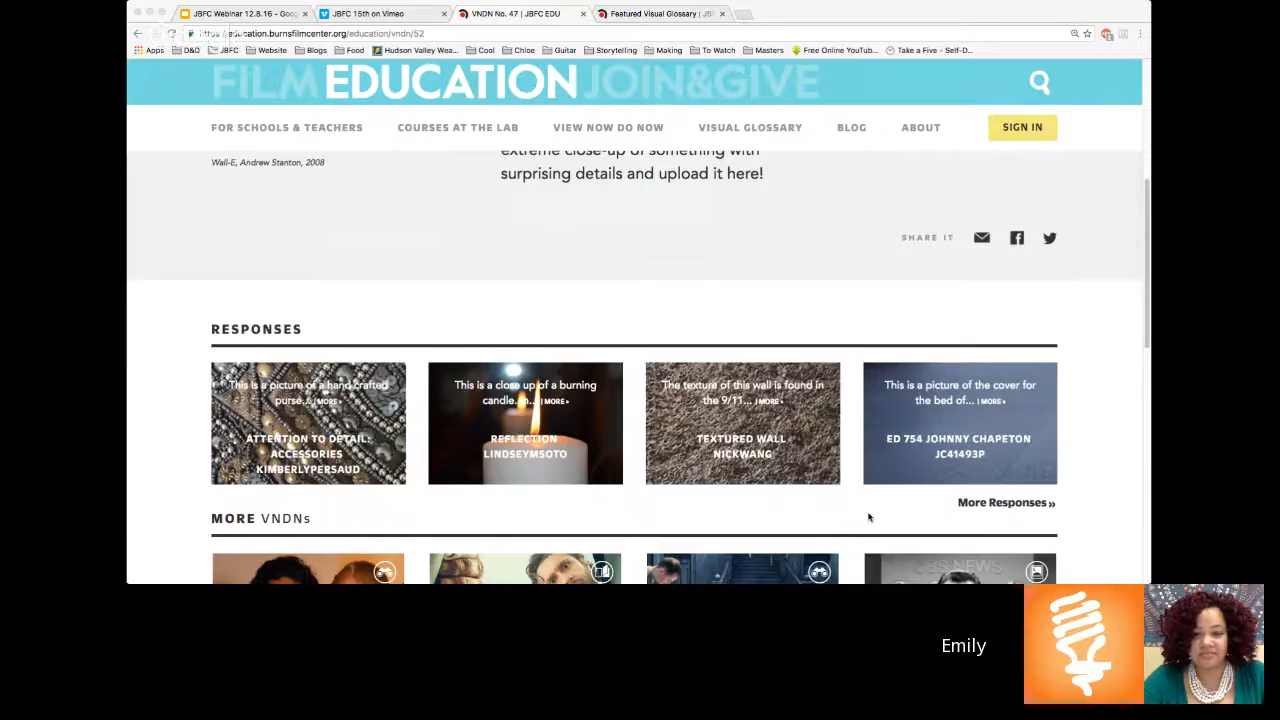 JBFC Webinar 12.8.16 - Goog
JBFC 15th on Vimeo
VNDN No. 47 | JBFC EDU
Featured Visual Glossary | JBF
https://education.burnsfilmcenter.org/education/vndn/52
Apps D&D JBFC Website Blogs Food Hudson Valley Wea... Cool Chloe Guitar Storytelling Making To Watch Masters Free Online YouTub... Take a Five - Self-D...
FILM EDUCATION JOIN&GIVE
FOR SCHOOLS & TEACHERS COURSES AT THE LAB VIEW NOW DO NOW VISUAL GLOSSARY BLOG ABOUT SIGN IN
Wall-E, Andrew Stanton, 2008
extreme close-up of something with
surprising details and upload it here!
SHARE IT
RESPONSES
This is a picture of a hand crafted
purse... | MORE »
ATTENTION TO DETAIL:
ACCESSORIES
KIMBERLYPERSAUD
This is a close up of a burning
candle. In... | MORE »
REFLECTION
LINDSEYMSOTO
The texture of this wall is found in
the 9/11... | MORE »
TEXTURED WALL
NICKWANG
This is a picture of the cover for
the bed of... | MORE »
ED 754 JOHNNY CHAPETON
JC41493P
More Responses »
MORE VNDNs
CBS NEWS
Emily